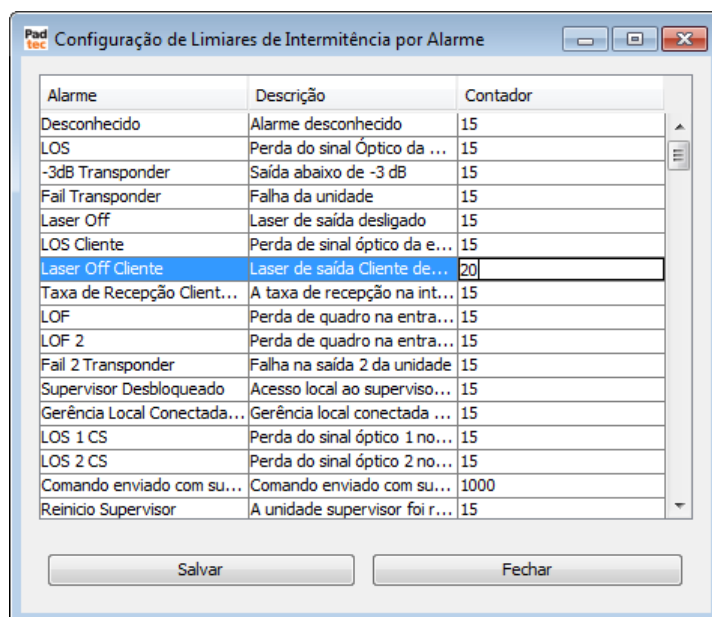 Pad tec Configuração de Limiares de Intermitência por Alarme
Alarme Descrição Contador
Desconhecido Alarme desconhecido 15
LOS Perda do sinal Óptico da ... 15
-3dB Transponder Saída abaixo de -3 dB 15
Fail Transponder Falha da unidade 15
Laser Off Laser de saída desligado 15
LOS Cliente Perda de sinal óptico da e... 15
Laser Off Cliente Laser de saída Cliente de... 20
Taxa de Recepção Client... A taxa de recepção na int... 15
LOF Perda de quadro na entra... 15
LOF 2 Perda de quadro na entra... 15
Fail 2 Transponder Falha na saída 2 da unidade 15
Supervisor Desbloqueado Acesso local ao superviso... 15
Gerência Local Conectada... Gerência local conectada ... 15
LOS 1 CS Perda do sinal óptico 1 no... 15
LOS 2 CS Perda do sinal óptico 2 no... 15
Comando enviado com su... Comando enviado com su... 1000
Reinicio Supervisor A unidade supervisor foi r... 15
Salvar Fechar